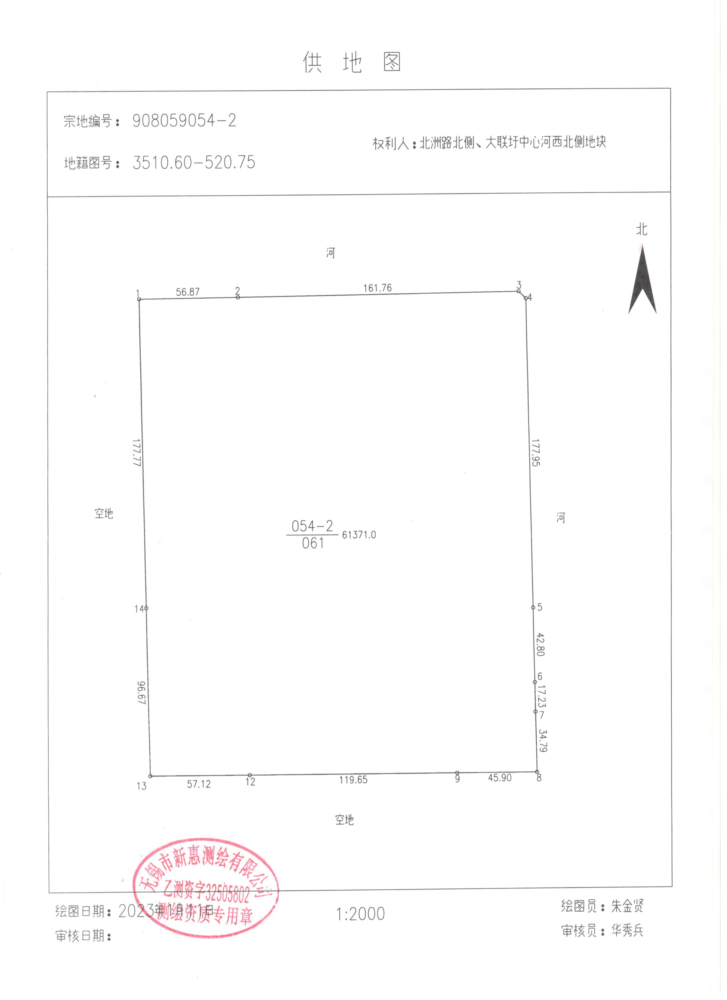 供 地 图
宗地编号： 908059054-2
权利人：北洲路北侧、大联圩中心河西北侧地块
地籍图号： 3510.60-520.75
北
河
1
56.87
2
161.76
3
4
177.77
177.95
空地
河
054-2
061
61371.0
14
5
42.80
6
17.23
7
96.67
34.79
13
57.12
12
119.65
9
45.90
8
空地
无锡市新惠测绘有限公司
乙测资字32505802
测绘资质专用章
绘图日期：2023年1月11日
1:2000
绘图员：朱金贤
审核日期：
审核员：华秀兵